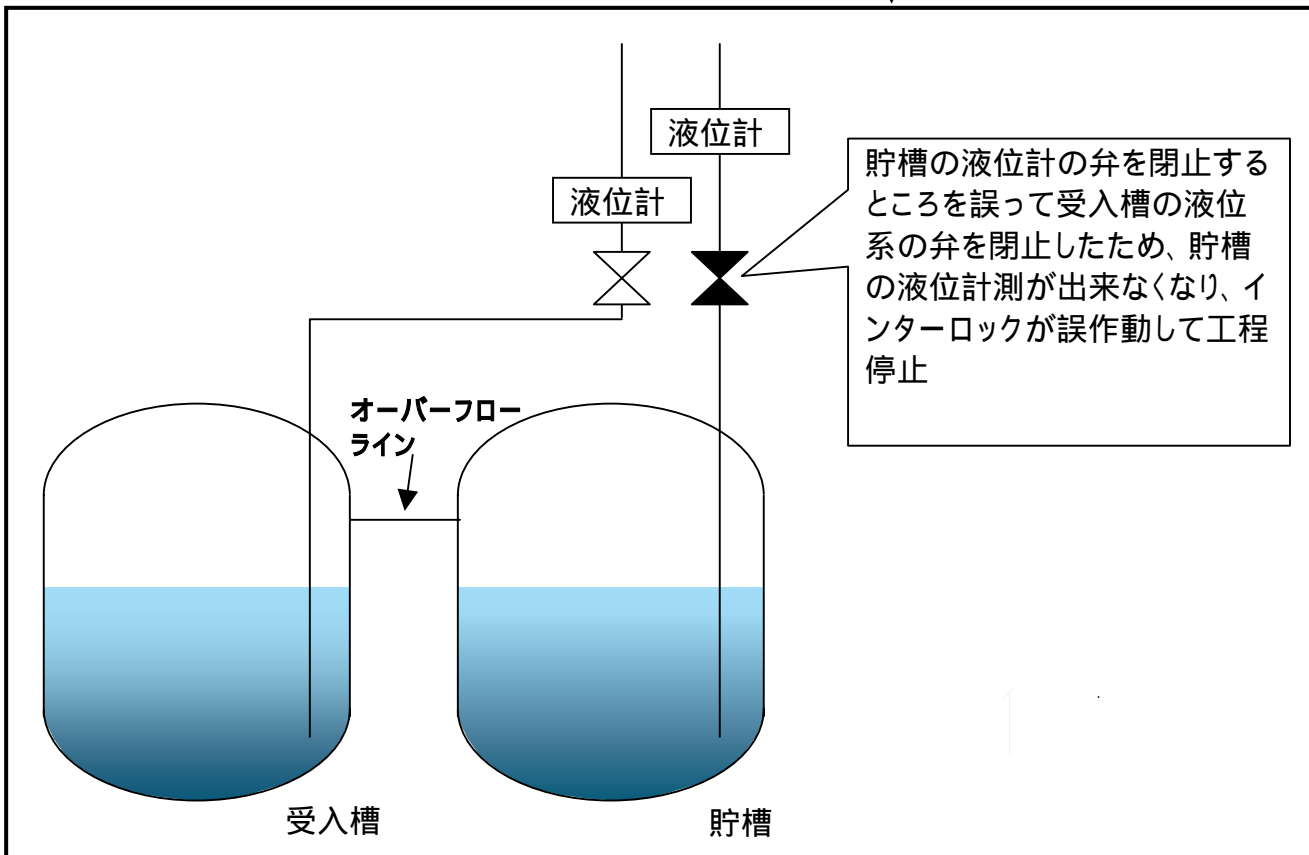 液位計
液位計
貯槽の液位計の弁を閉止する
ところを誤って受入槽の液位
系の弁を閉止したため、貯槽
の液位計測が出来なくなり、イ
ンターロックが誤作動して工程
停止
オーバーフロー
ライン
受入槽
貯槽